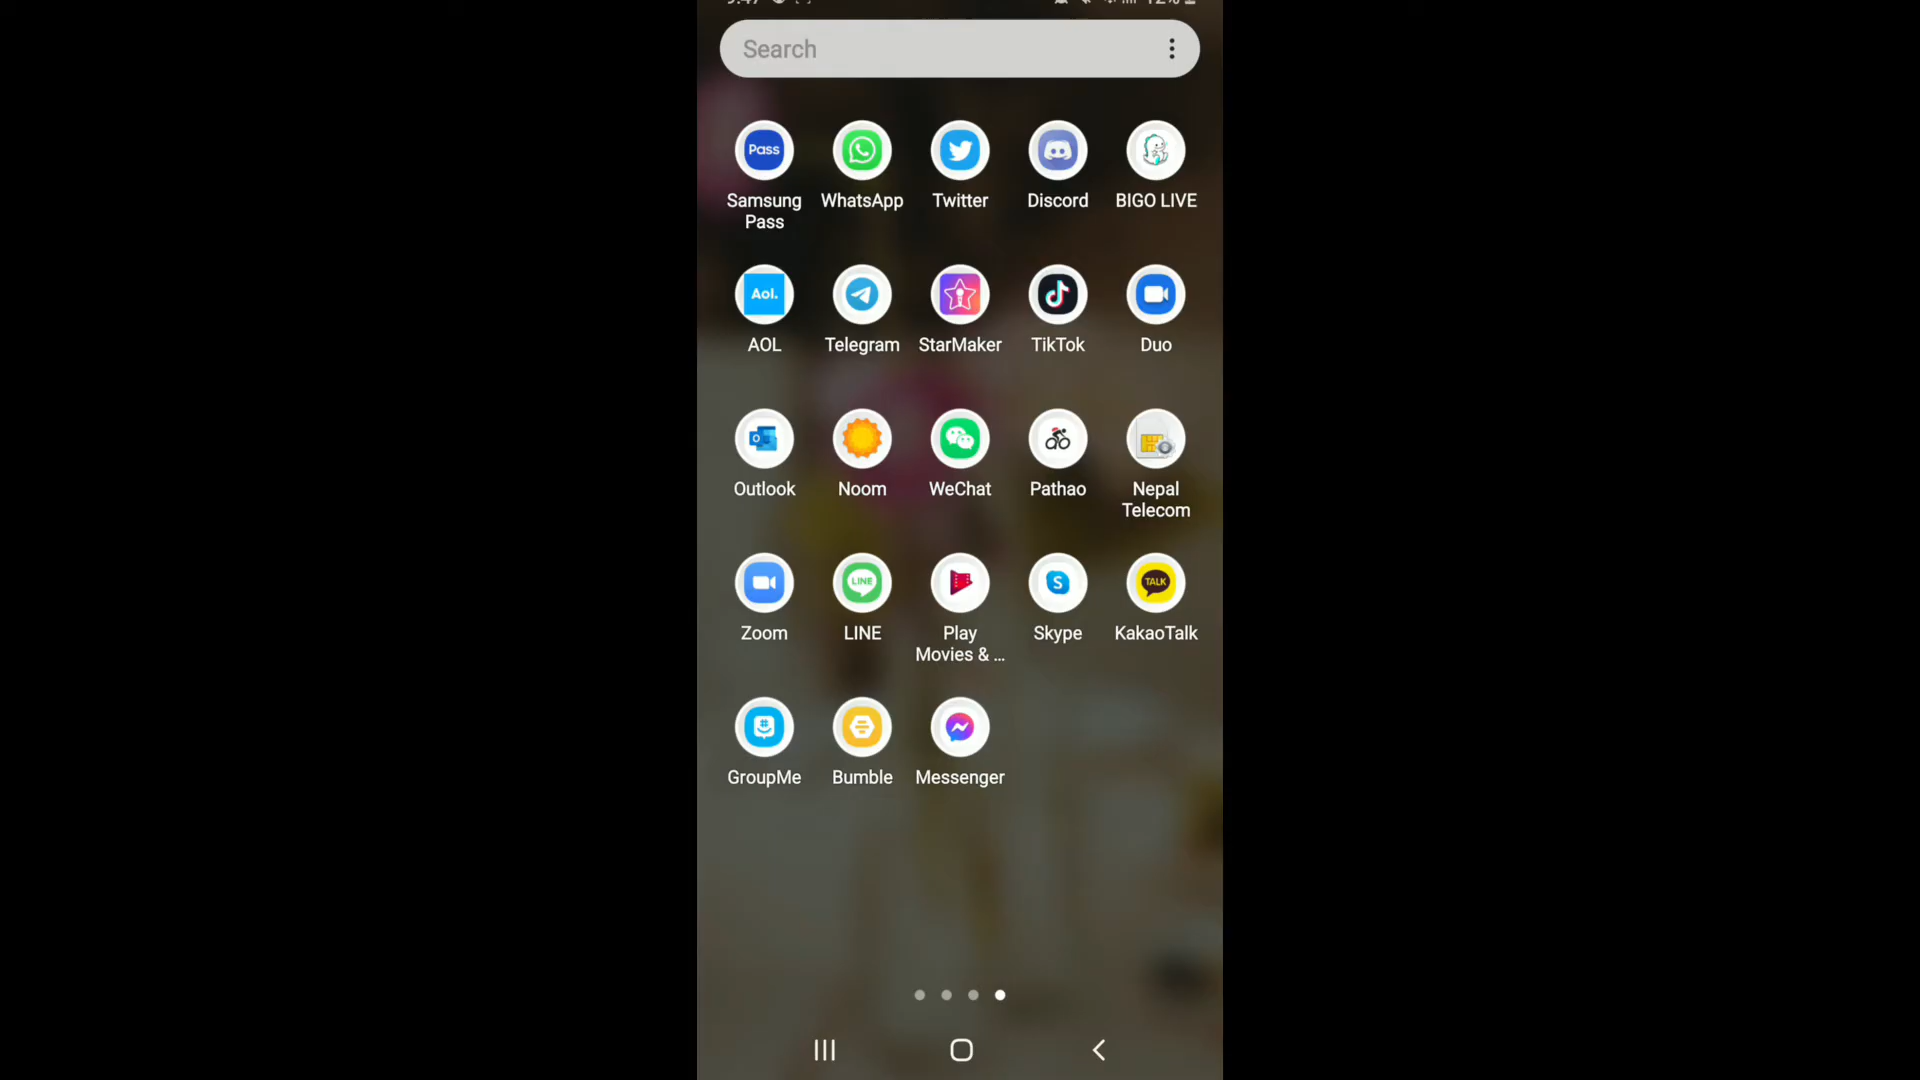 Search
Pass
Samsung
Pass
WhatsApp
Twitter
Discord
BIGO LIVE
Aol.
AOL
Telegram
StarMaker
TikTok
Duo
Outlook
Noom
WeChat
Pathao
Nepal
Telecom
Zoom
LINE
LINE
Play
Movies & ...
Skype
TALK
KakaoTalk
GroupMe
Bumble
Messenger